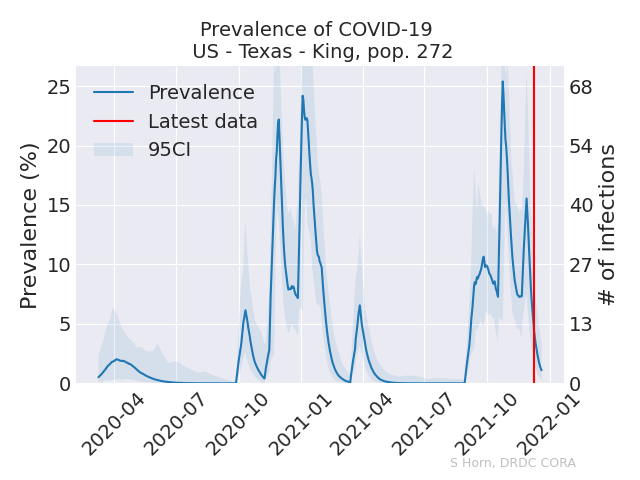 Prevalence of COVID-19
US - Texas - King, pop. 272
Prevalence (%)
25
20
15
10
5
0
Prevalence
Latest data
95CI
68
54
40
27
13
0
# of infections
2020-04
2020-07
2020-10
2021-01
2021-04
2021-07
2021-10
2022-01
S Horn, DRDC CORA